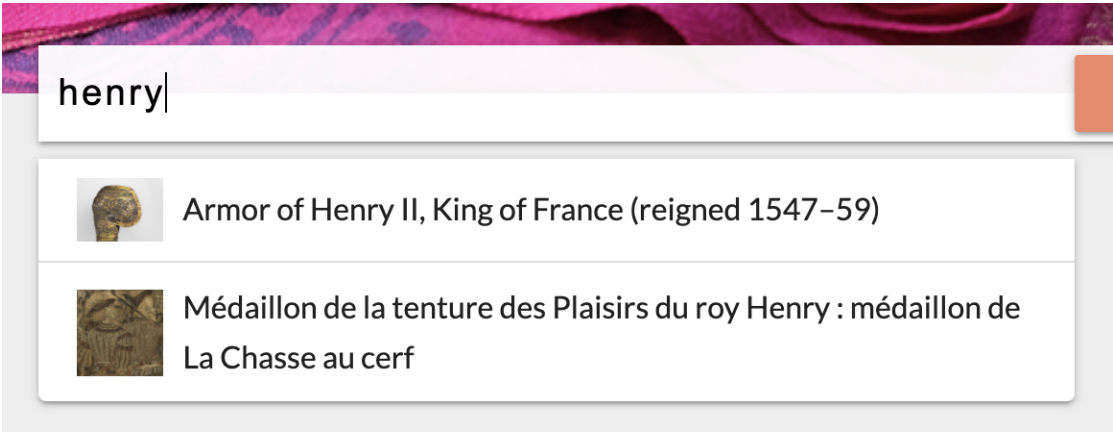 henry
Armor of Henry II, King of France (reigned 1547–59)
Médaillon de la tenture des Plaisirs du roy Henry : médaillon de
La Chasse au cerf